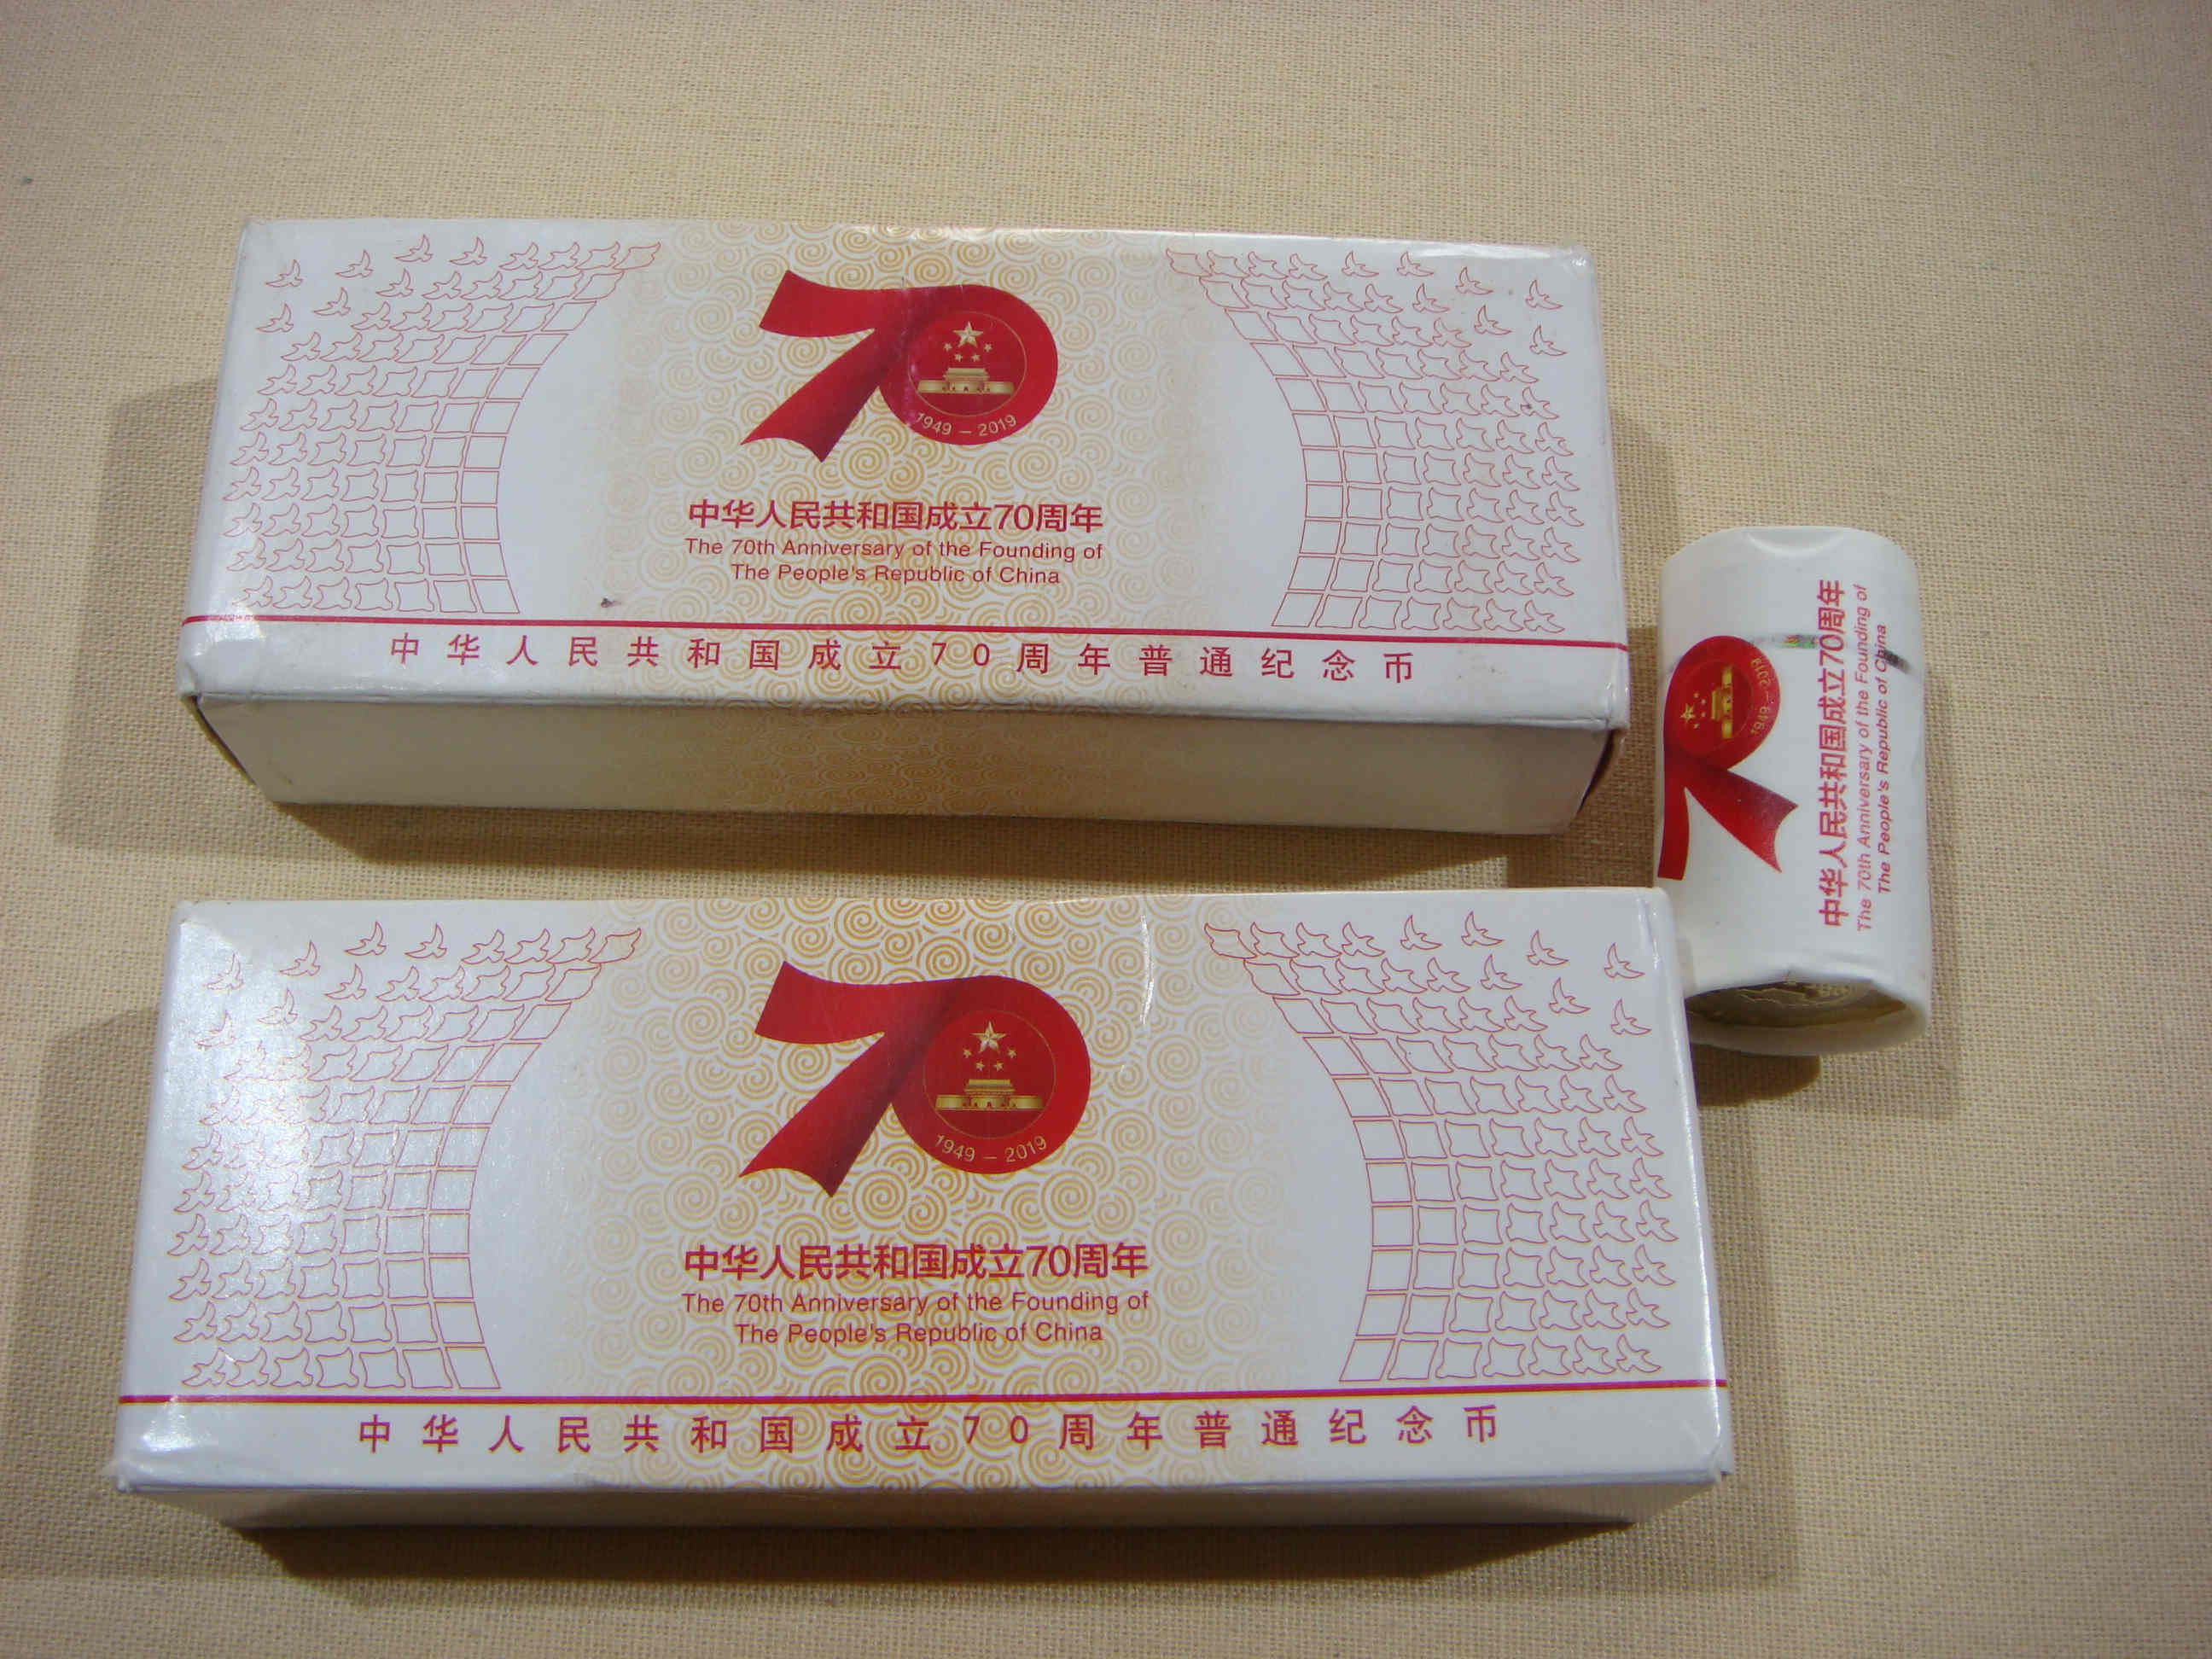 70
1949 – 2019
中华人民共和国成立70周年
The 70th Anniversary of the Founding of
The People's Republic of China
中华人民共和国成立70周年普通纪念币
1949 – 2019
中华人民共和国成立70周年
The 70th Anniversary of the Founding of
The People's Republic of China
70
1949 – 2019
中华人民共和国成立70周年
The 70th Anniversary of the Founding of
The People's Republic of China
中华人民共和国成立70周年普通纪念币